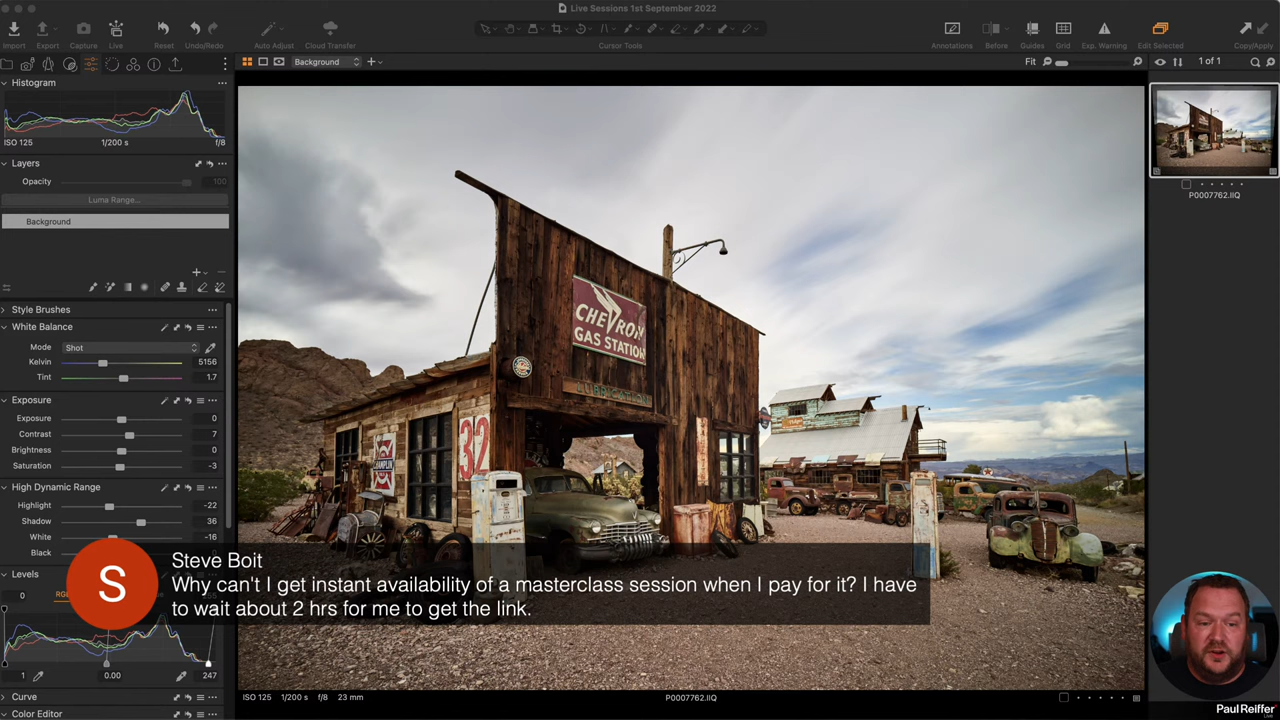 Live Sessions 1st September 2022
Import
Export
Capture
Live
Reset
Undo/Redo
Auto Adjust
Cloud Transfer
Cursor Tools
Annotations
Before
Guides
Grid
Exp. Warning
Edit Selected
Copy/Apply
Background
Fit
1 of 1
Histogram
ISO 125 1/200 s f/8
Layers
Opacity 100
Luma Range...
Background
Style Brushes
White Balance
Mode Shot
Kelvin 5156
Tint 1.7
Exposure
Exposure 0
Contrast 7
Brightness 0
Saturation -3
High Dynamic Range
Highlight -22
Shadow 36
White -16
Black
Levels
0
1 0.00 247
Curve
Color Editor
CHEVRON
GAS STATION
LUBRICATION
32
CHAMPLIN
S
Steve Boit
Why can't I get instant availability of a masterclass session when I pay for it? I have
to wait about 2 hrs for me to get the link.
ISO 125 1/200 s f/8 23 mm
P0007762.IIQ
P0007762.IIQ
Paul Reiffer
Live